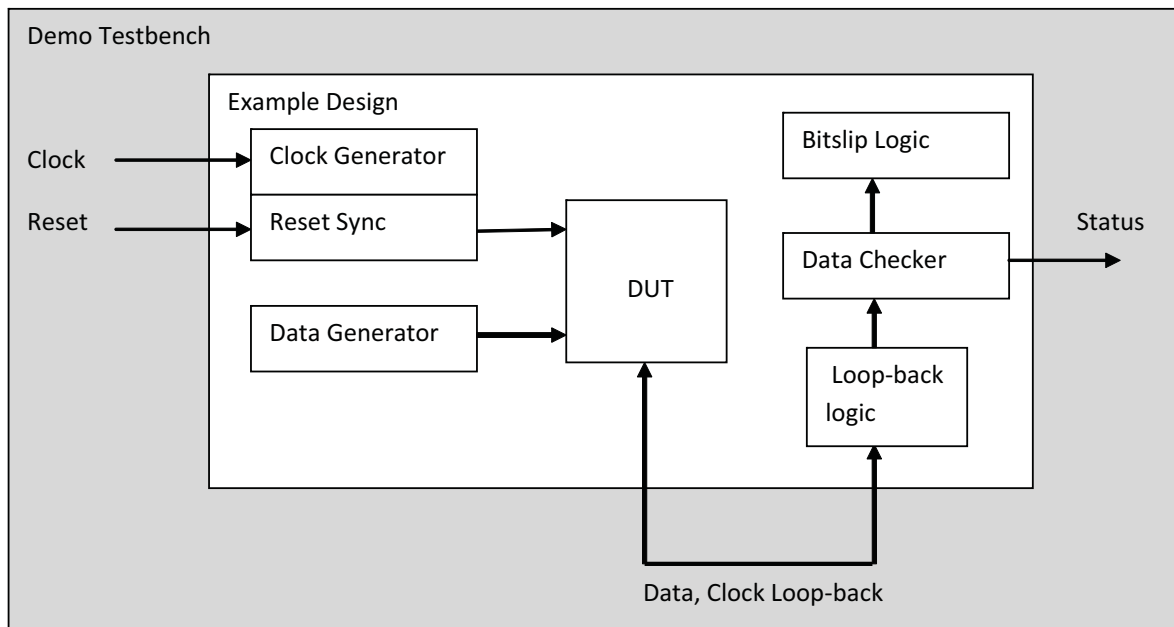 Demo Testbench
Example Design
Clock
Clock Generator
Reset
Reset Sync
Data Generator
DUT
Bitslip Logic
Data Checker
Status
Loop-back
logic
Data, Clock Loop-back